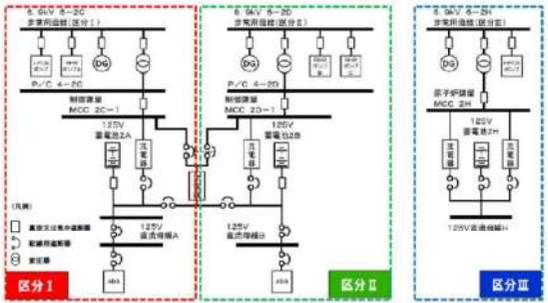 6.9kV 6-2C
非常用母線(区分Ⅰ)
DG
P/C 4-2C
制御建屋
MCC 2C-1
125V
蓄電池2A
充電器
125V
直流母線A
(凡例)
配線用遮断器
変圧器
区分Ⅰ
6.9kV 6-2D
非常用母線(区分Ⅱ)
DG
P/C 4-2D
制御建屋
MCC 2D-1
125V
蓄電池2B
充電器
125V
直流母線B
区分Ⅱ
6.9kV 6-2H
非常用母線(区分Ⅲ)
DG
原子炉建屋
MCC 2H
125V
蓄電池2H
充電器
充電器
125V直流母線H
区分Ⅲ